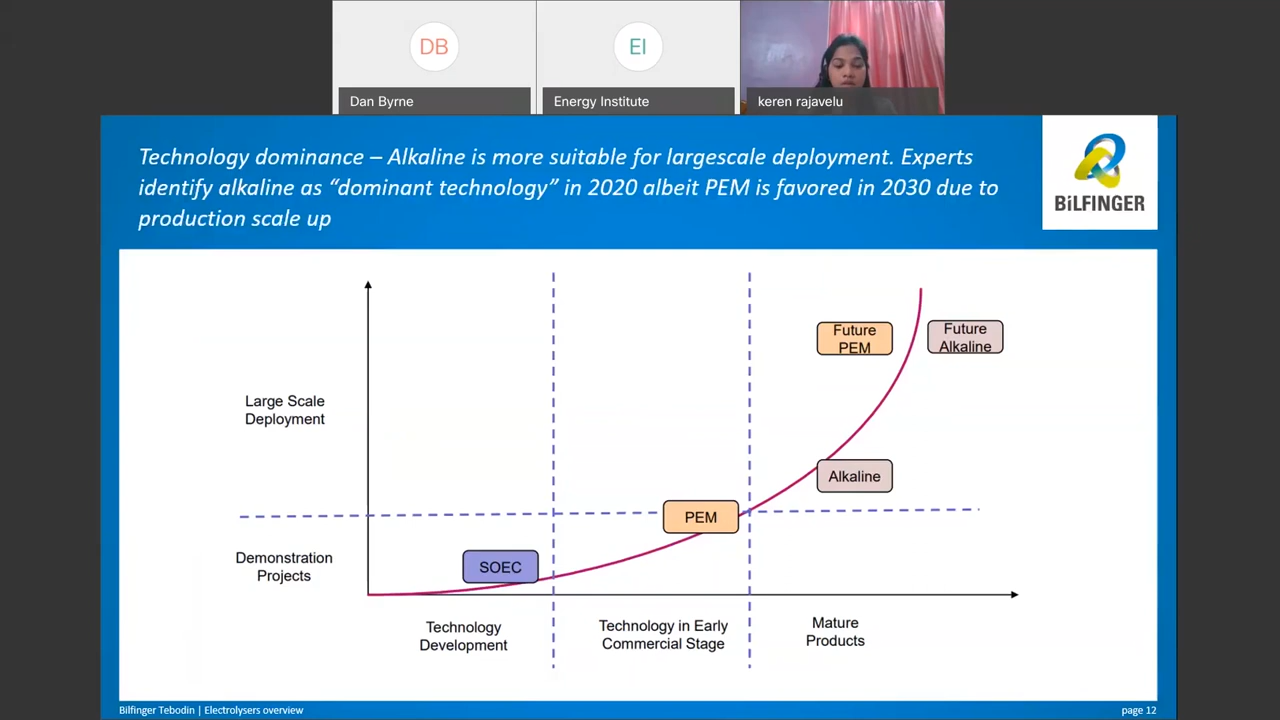 DB
EI
Dan Byrne
Energy Institute
keren rajavelu
Technology dominance – Alkaline is more suitable for largescale deployment. Experts
identify alkaline as “dominant technology” in 2020 albeit PEM is favored in 2030 due to
production scale up
BiLFINGER
Future
PEM
Future
Alkaline
Large Scale
Deployment
Alkaline
PEM
Demonstration
Projects
SOEC
Technology
Development
Technology in Early
Commercial Stage
Mature
Products
Bilfinger Tebodin | Electrolysers overview
page 12